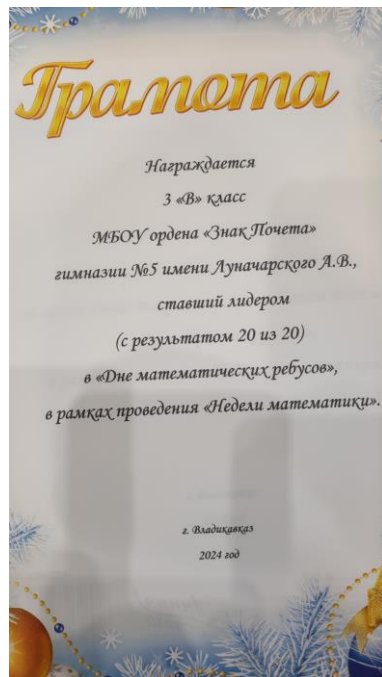 Грамота
Награждается
3 «В» класс
МБОУ ордена «Знак Почета»
гимназии №5 имени Луначарского А.В.,
ставший лидером
(с результатом 20 из 20)
в «Дне математических ребусов»,
в рамках проведения «Недели математики».
г. Владикавказ
2024 год